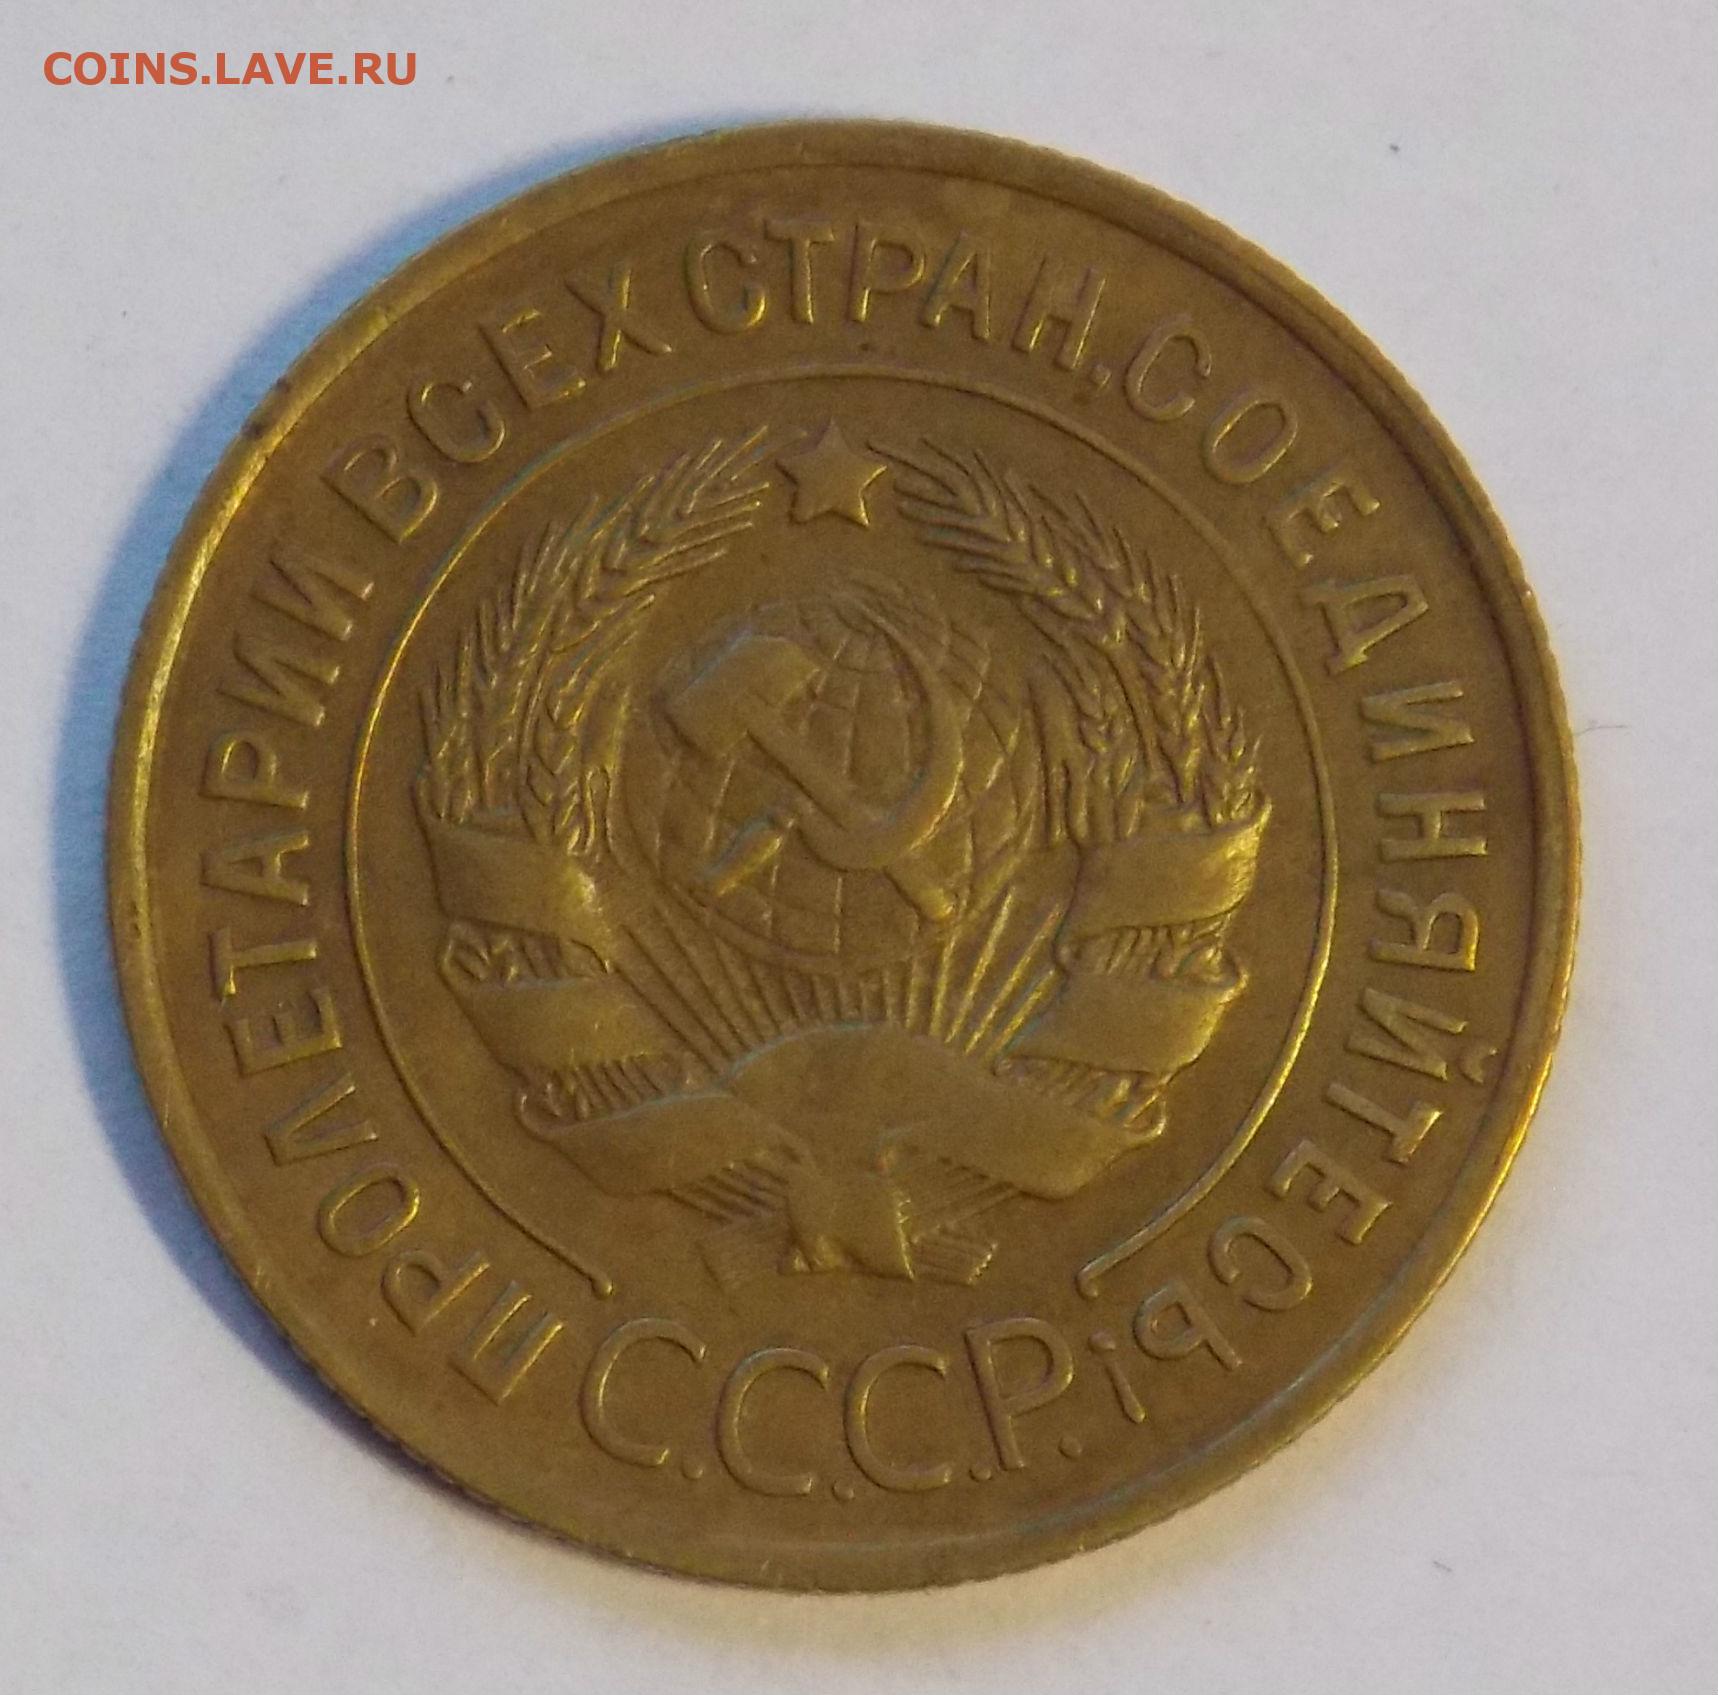 COINS.LAVE.RU
ПРОЛЕТАРИИ ВСЕХ СТРАН, СОЕДИНЯЙТЕСЬ!
С.С.С.Р.